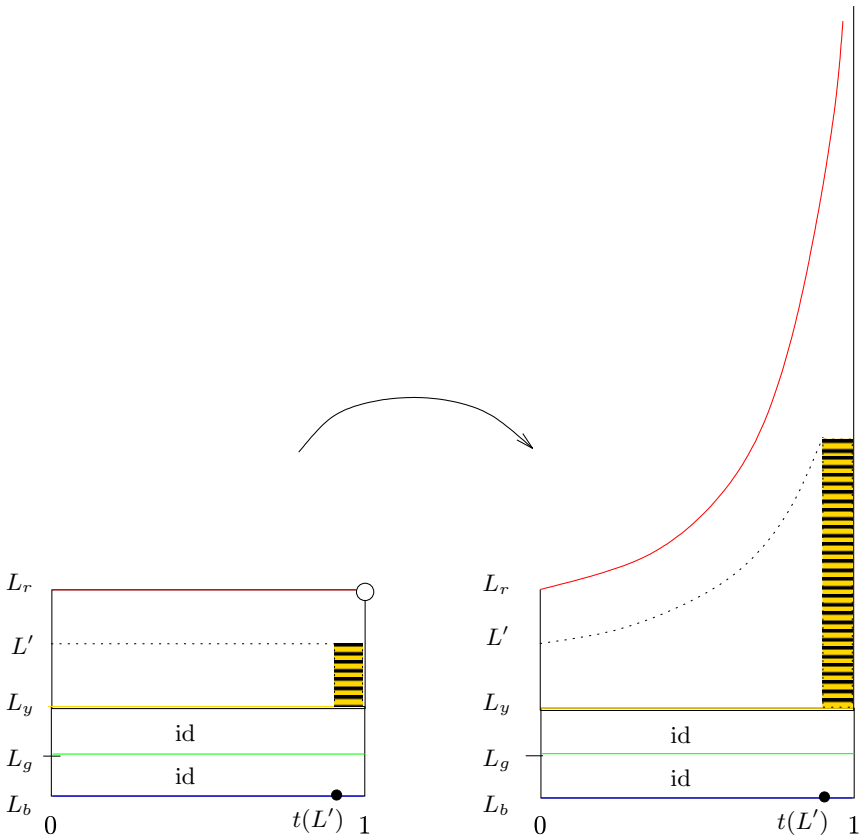 L_r L_r
L' L'
L_y L_y
id id
L_g L_g
id id
L_b L_b
t(L') t(L')
0 1 0 1